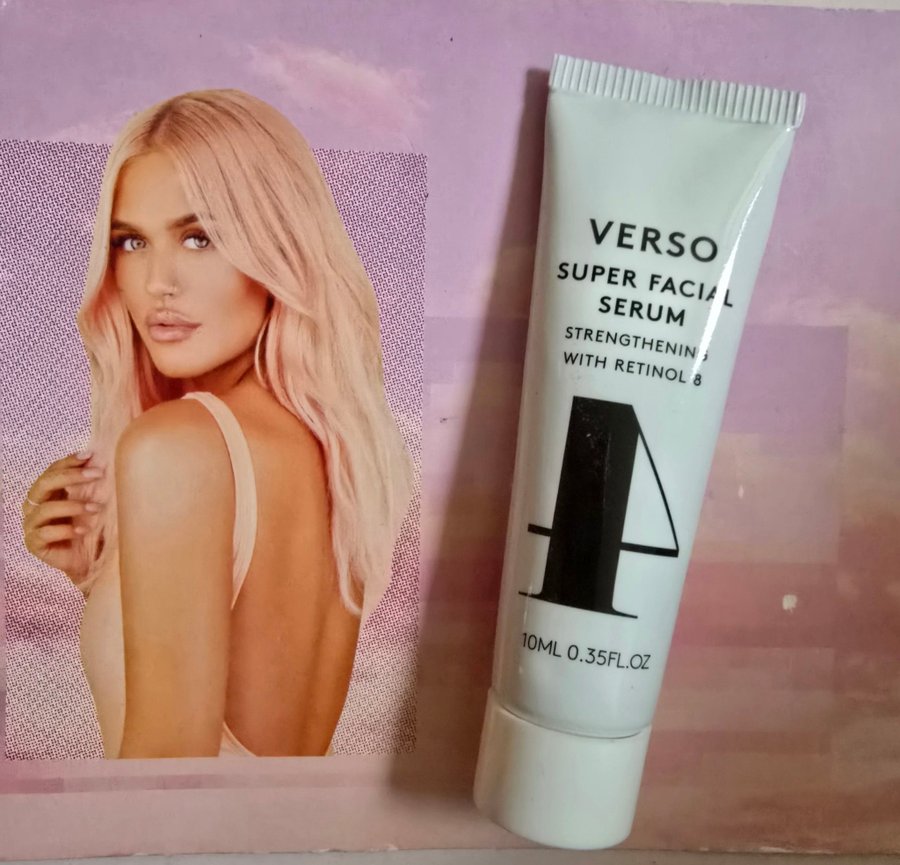 VERSO
SUPER FACIAL
SERUM
STRENGTHENING
WITH RETINOL 8
4
10ML 0.35FL.OZ